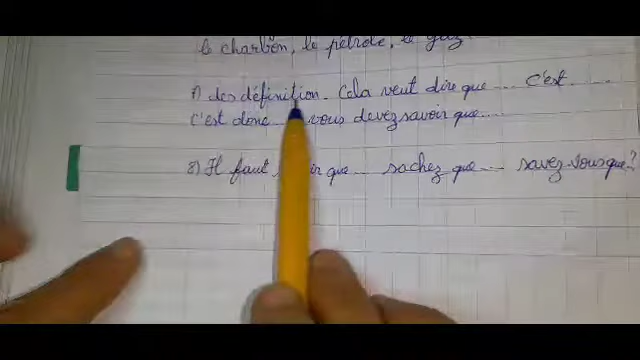 le charbon, le pétrole, le gaz
7) des définition. Cela veut dire que ... c'est ......
c'est donc ... vous devez savoir que....
8) Il faut que ... sachez que ... savez-vous que?